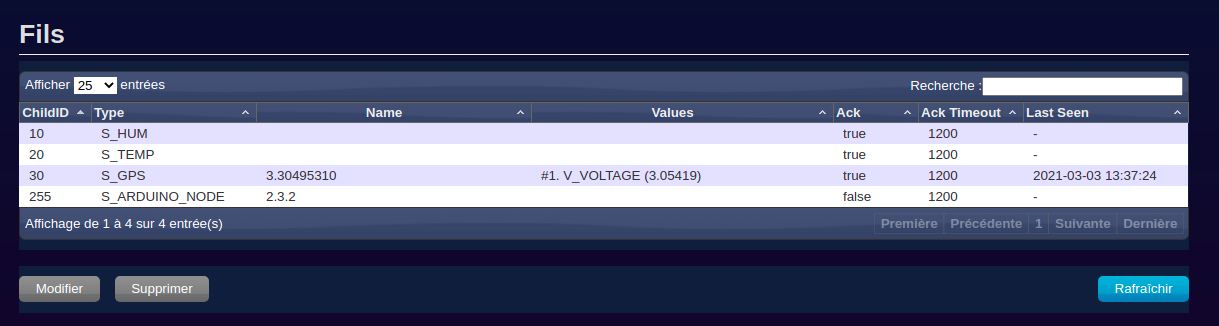 Fils
Afficher 25 entrées Recherche :
ChildID Type Name Values Ack Ack Timeout Last Seen
10 S_HUM true 1200 -
20 S_TEMP true 1200 -
30 S_GPS 3.30495310 #1. V_VOLTAGE (3.05419) true 1200 2021-03-03 13:37:24
255 S_ARDUINO_NODE 2.3.2 false 1200 -
Affichage de 1 à 4 sur 4 entrée(s) Première Précédente 1 Suivante Dernière
Modifier Supprimer Rafraîchir